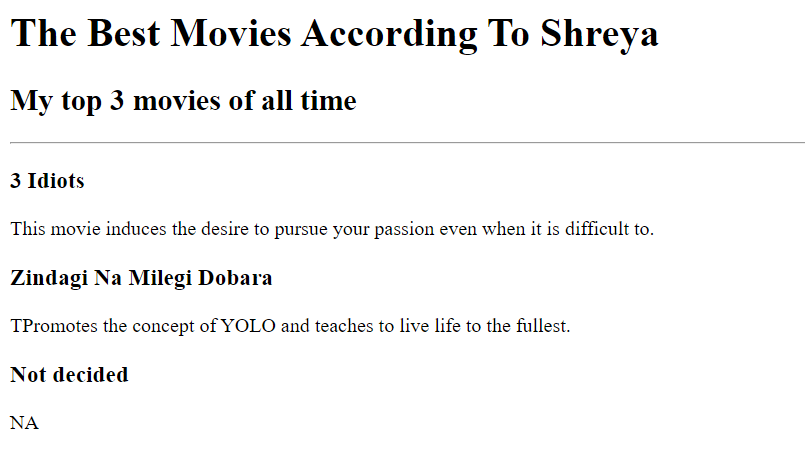 The Best Movies According To Shreya
My top 3 movies of all time
3 Idiots
This movie induces the desire to pursue your passion even when it is difficult to.
Zindagi Na Milegi Dobara
TPromotes the concept of YOLO and teaches to live life to the fullest.
Not decided
NA